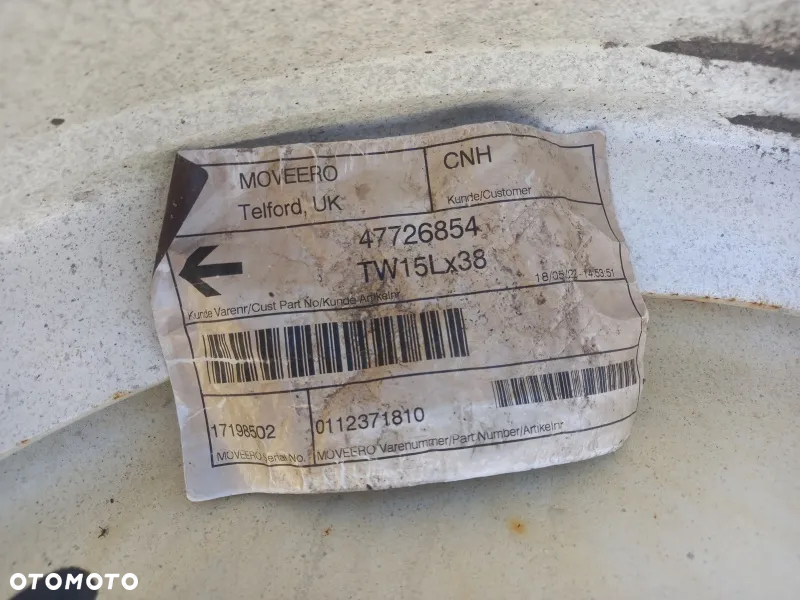 MOVEERO
Telford, UK
CNH
Kunde/Customer
47726854
TW15Lx38
18/05/22 - 14:53:51
Kunde Varenr/Cust Part No/Kunde Artikelnr
17198502
0112371810
MOVEERO Serial No.
MOVEERO Varenummer/Part Number/Artikelnr
OTOMOTO